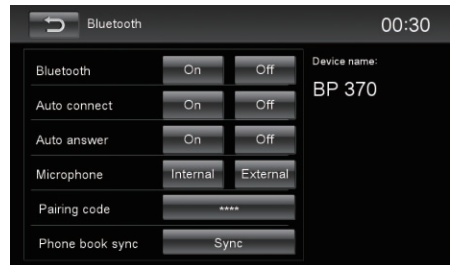 Bluetooth 00:30
Bluetooth On Off
Auto connect On Off
Auto answer On Off
Microphone Internal External
Pairing code ****
Phone book sync Sync
Device name:
BP 370